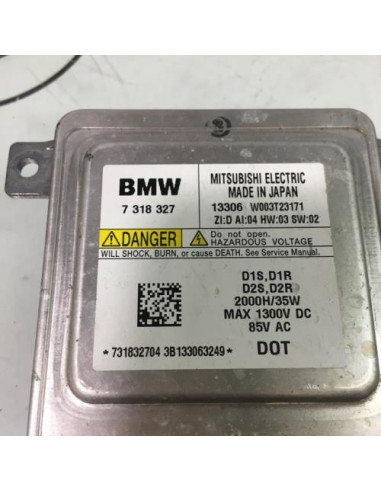 BMW
7 318 327
MITSUBISHI ELECTRIC
MADE IN JAPAN
13306 W003T23171
ZI:D AI:04 HW:03 SW:02
DANGER
Do not open.
HAZARDOUS VOLTAGE
WILL SHOCK, BURN, or cause DEATH. See Service Manual.
D1S,D1R
D2S,D2R
2000H/35W
MAX 1300V DC
85V AC
*731832704 3B133063249*
DOT